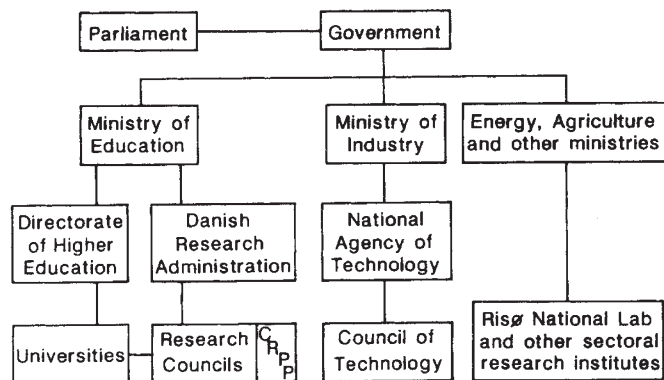 Parliament
Government
Ministry of
Education
Ministry of
Industry
Energy, Agriculture
and other ministries
Directorate
of Higher
Education
Danish
Research
Administration
National
Agency of
Technology
Universities
Research
Councils
CRPP
Council of
Technology
Risø National Lab
and other sectoral
research institutes